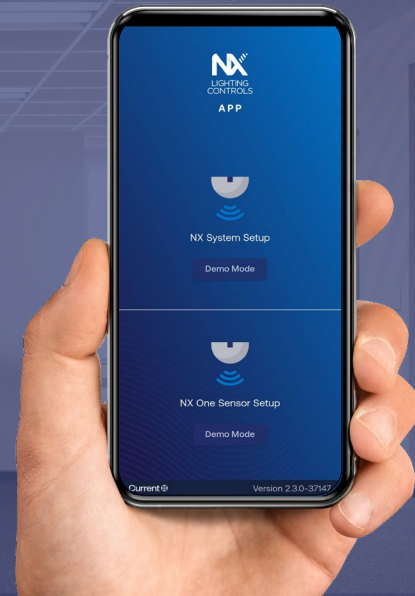 NX
LIGHTING
CONTROLS
APP
NX System Setup
Demo Mode
NX One Sensor Setup
Demo Mode
Current
Version 2.3.0-37147